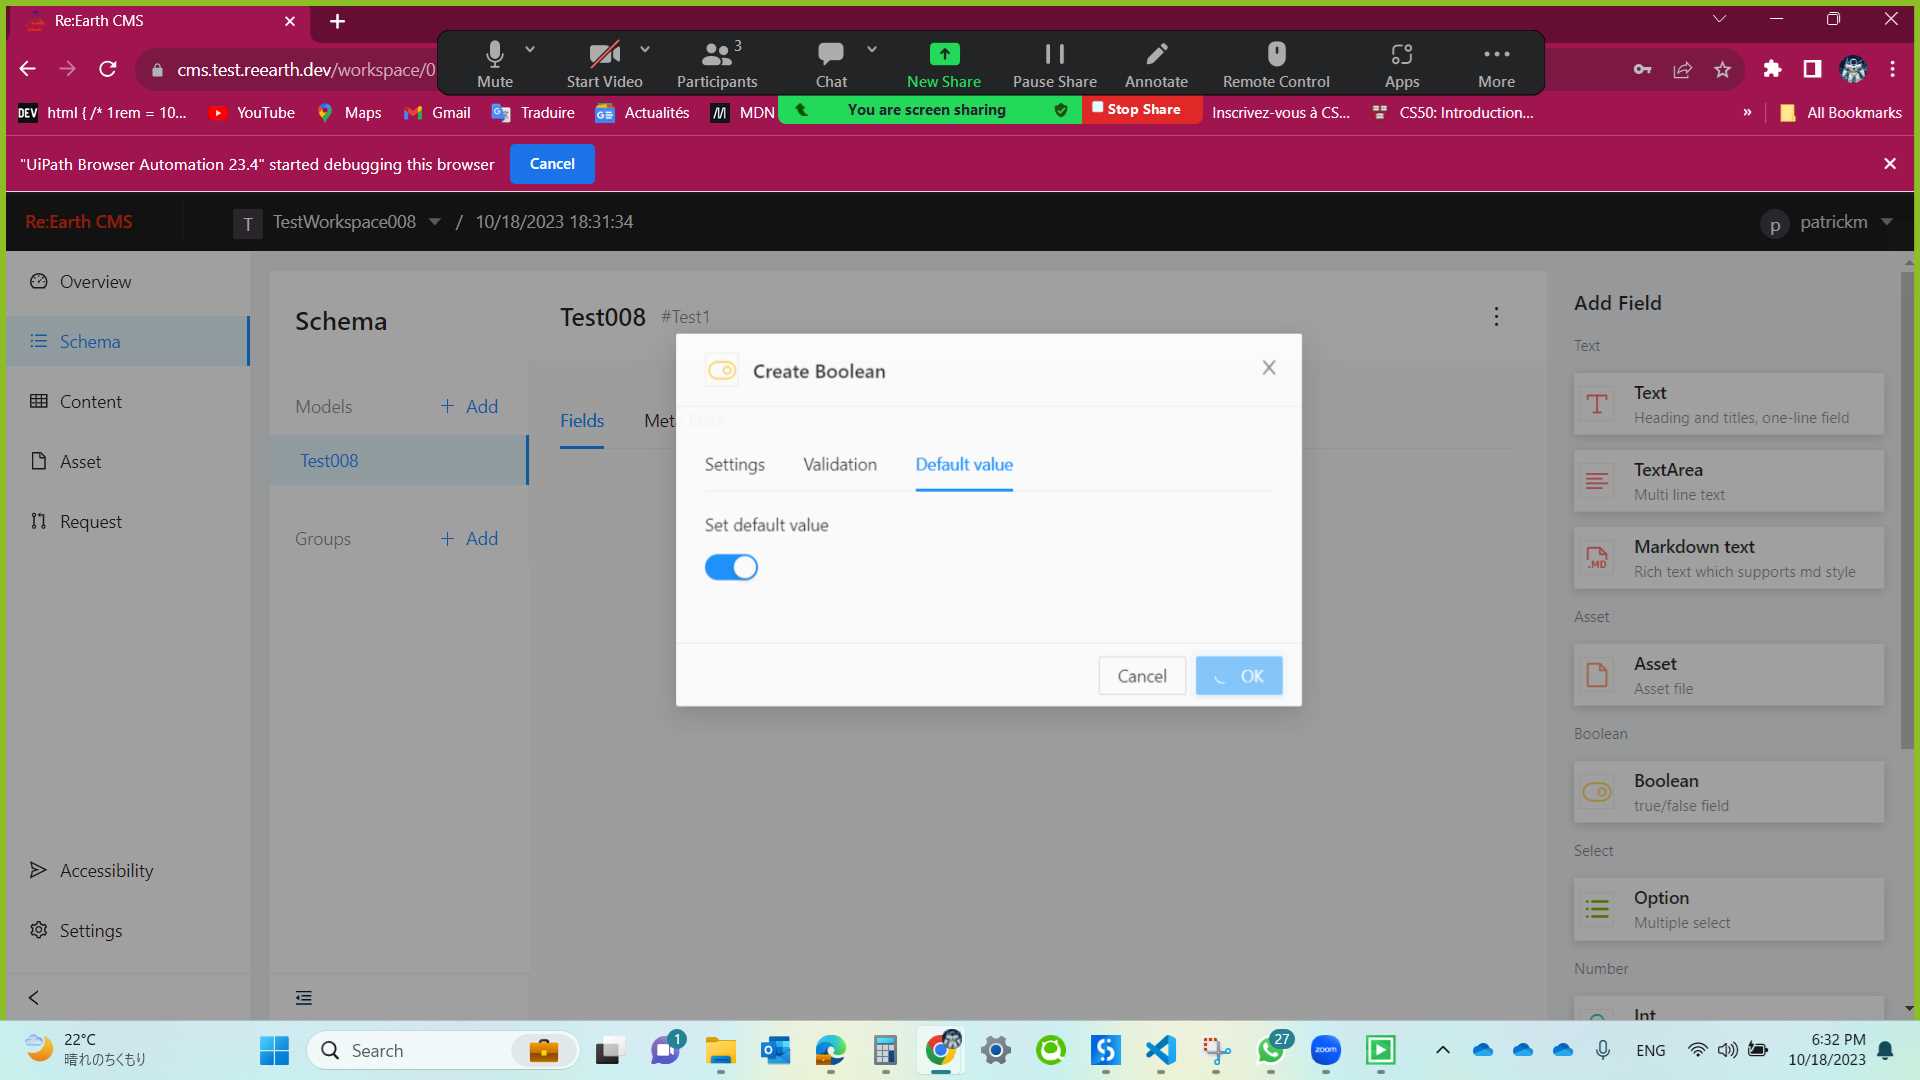 Re:Earth CMS
cms.test.reearth.dev/workspace/0
Mute
Start Video
3
Participants
Chat
New Share
Pause Share
Annotate
Remote Control
Apps
More
DEV html { /* 1rem = 10...
YouTube
Maps
Gmail
Traduire
Actualités
MDN
You are screen sharing
Stop Share
Inscrivez-vous à CS...
CS50: Introduction...
»
All Bookmarks
"UiPath Browser Automation 23.4" started debugging this browser
Cancel
Re:Earth CMS
T TestWorkspace008 / 10/18/2023 18:31:34
p patrickm
Overview
Schema
Content
Asset
Request
Accessibility
Settings
Schema
Models
+ Add
Test008
Groups
+ Add
Test008 #Test1
Fields
Met
Create Boolean
Settings
Validation
Default value
Set default value
Cancel
OK
Add Field
Text
Text
Heading and titles, one-line field
TextArea
Multi line text
Markdown text
Rich text which supports md style
Asset
Asset
Asset file
Boolean
Boolean
true/false field
Select
Option
Multiple select
Number
Int
22°C
晴れのちくもり
Search
1
27
zoom
ENG
6:32 PM
10/18/2023